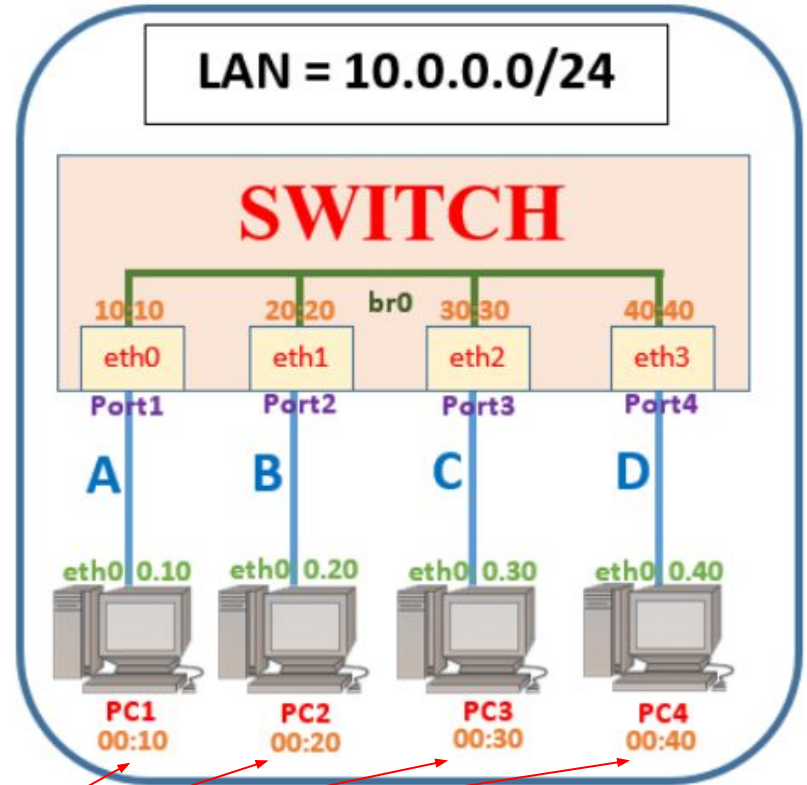 LAN = 10.0.0.0/24
SWITCH
br0
10:10 20:20 30:30 40:40
eth0 eth1 eth2 eth3
Port1 Port2 Port3 Port4
A B C D
eth0 0.10 eth0 0.20 eth0 0.30 eth0 0.40
PC1 PC2 PC3 PC4
00:10 00:20 00:30 00:40